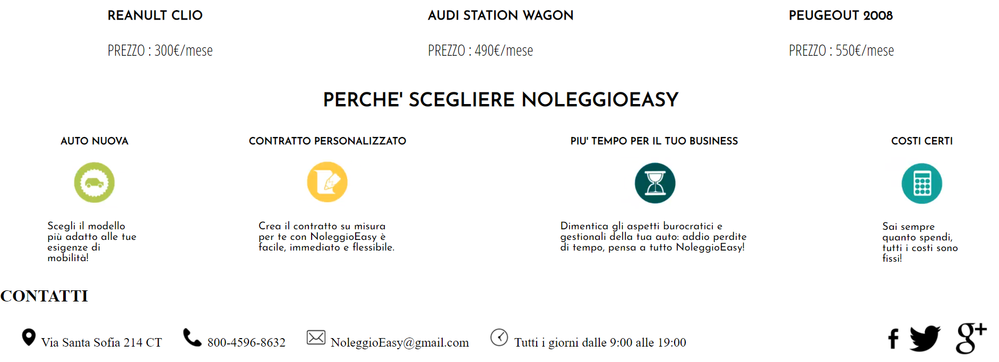 REANULT CLIO
AUDI STATION WAGON
PEUGEOUT 2008
PREZZO : 300€/mese
PREZZO : 490€/mese
PREZZO : 550€/mese
PERCHE' SCEGLIERE NOLEGGIOEASY
AUTO NUOVA
Scegli il modello
più adatto alle tue
esigenze di
mobilità!
CONTRATTO PERSONALIZZATO
Crea il contratto su misura
per te con NoleggioEasy è
facile, immediato e flessibile.
PIU' TEMPO PER IL TUO BUSINESS
Dimentica gli aspetti burocratici e
gestionali della tua auto: addio perdite
di tempo, pensa a tutto NoleggioEasy!
COSTI CERTI
Sai sempre
quanto spendi,
tutti i costi sono
fissi!
CONTATTI
Via Santa Sofia 214 CT
800-4596-8632
NoleggioEasy@gmail.com
Tutti i giorni dalle 9:00 alle 19:00
f
g+